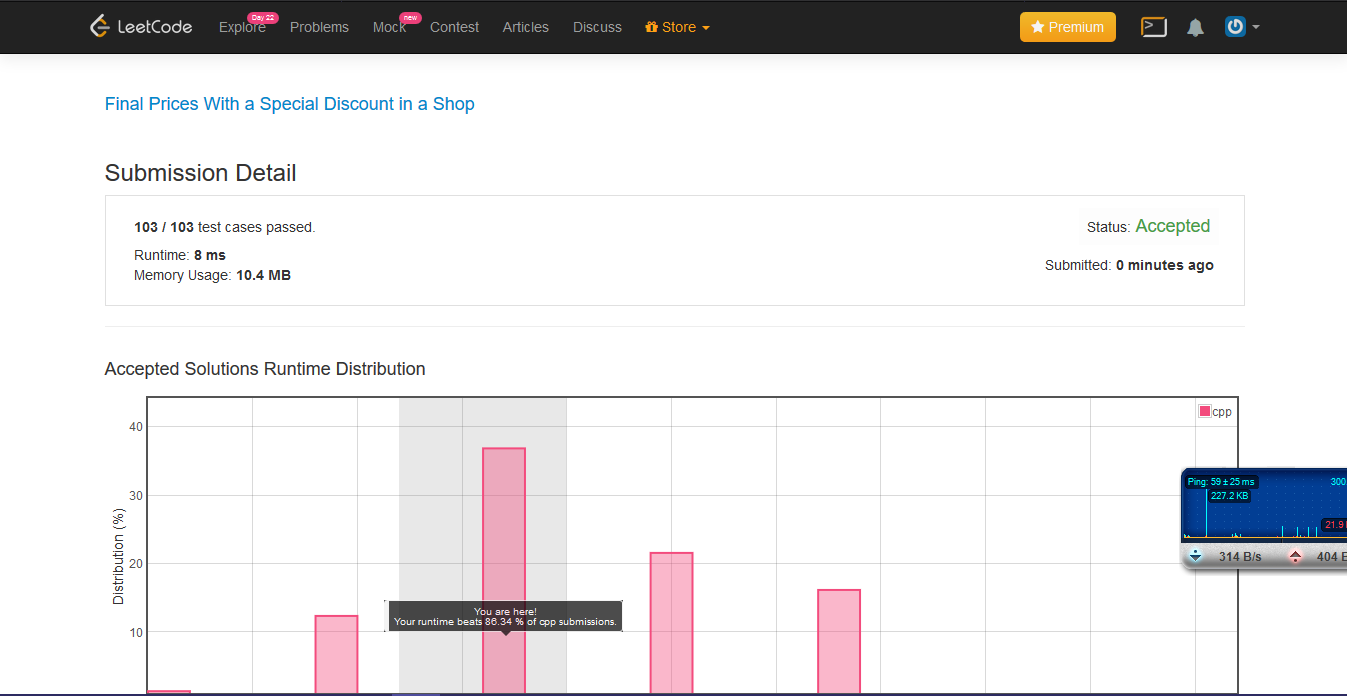 LeetCode Explore Day 22 Problems Mock new Contest Articles Discuss Store Premium
Final Prices With a Special Discount in a Shop
Submission Detail
103 / 103 test cases passed.
Status: Accepted
Runtime: 8 ms
Memory Usage: 10.4 MB
Submitted: 0 minutes ago
Accepted Solutions Runtime Distribution
cpp
Distribution (%)
40
30
20
10
You are here!
Your runtime beats 86.34 % of cpp submissions.
Ping: 59 ± 25 ms
300
227.2 KB
21.9
314 B/s
404